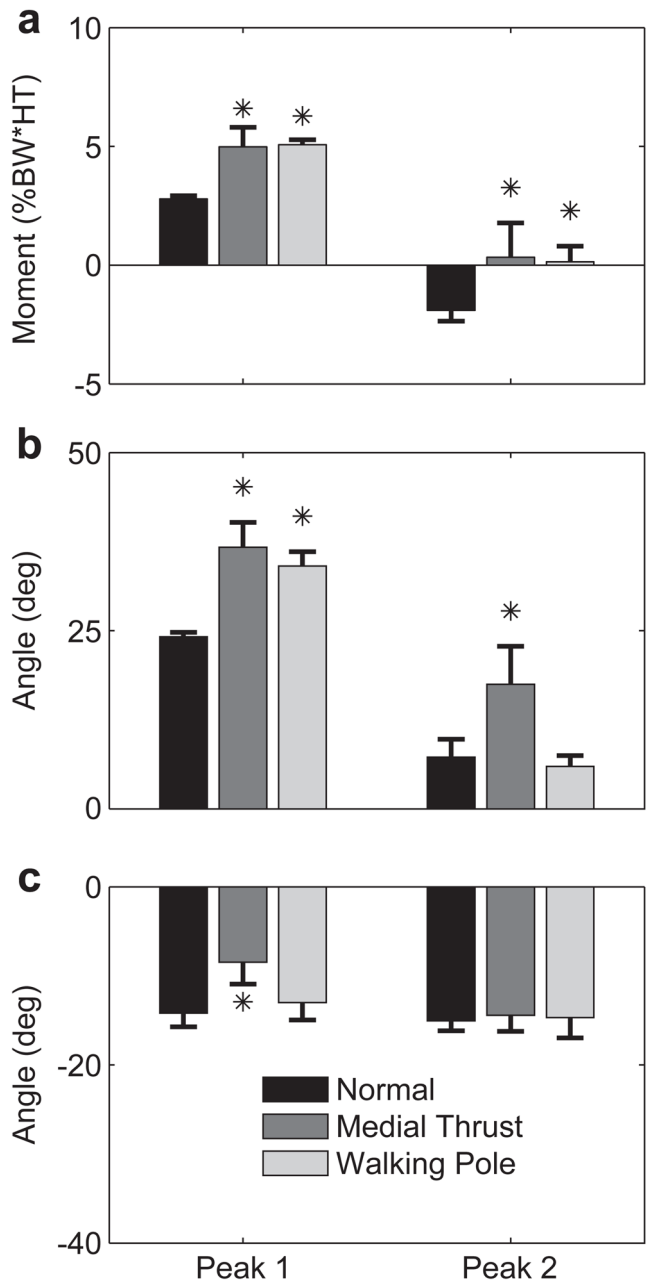 a
10
5
0
-5
Moment (%BW*HT)
* * * *
b
50
25
0
Angle (deg)
* * *
c
0
-20
-40
Angle (deg)
*
Normal
Medial Thrust
Walking Pole
Peak 1 Peak 2